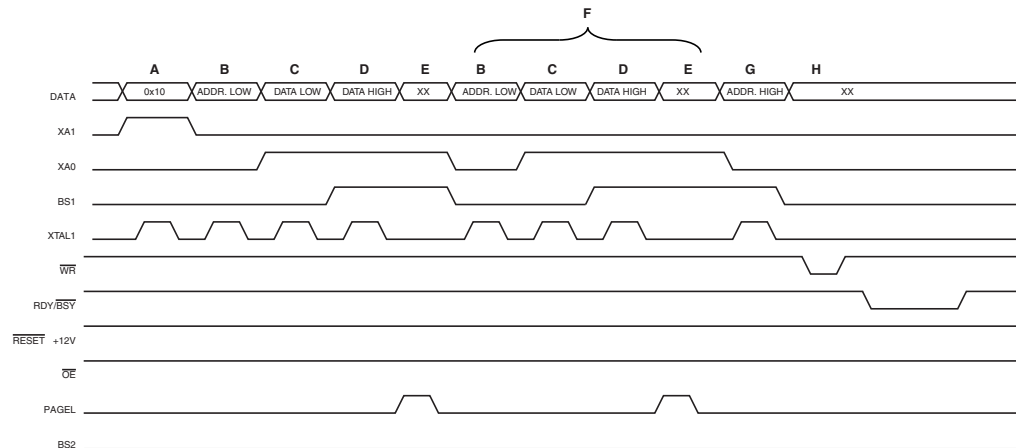 F
A B C D E B C D E G H
DATA 0x10 ADDR. LOW DATA LOW DATA HIGH XX ADDR. LOW DATA LOW DATA HIGH XX ADDR. HIGH XX
XA1
XA0
BS1
XTAL1
WR
RDY/BSY
RESET +12V
OE
PAGEL
BS2